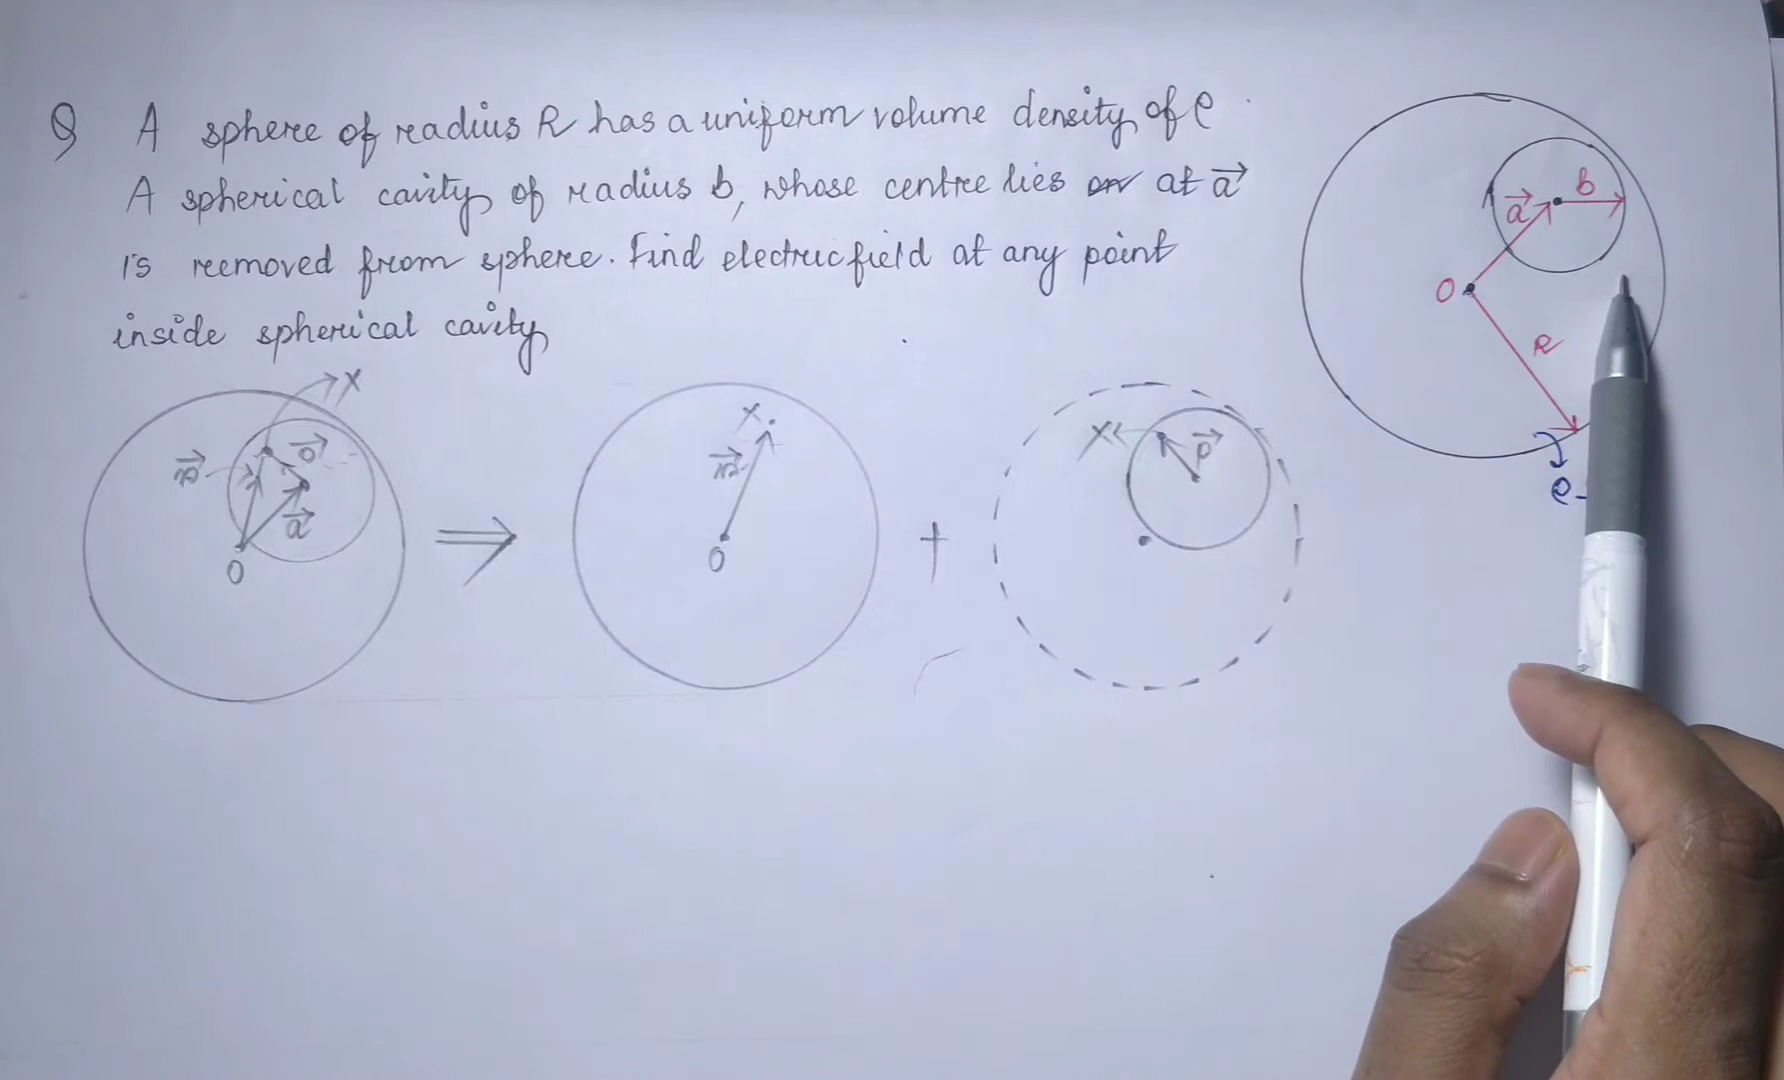 Q A sphere of radius R has a uniform volume density of ρ.
A spherical cavity of radius b, whose centre lies on at a⃗
is removed from sphere. Find electric field at any point
inside spherical cavity
a⃗ b
O
R
ρ
X
ρ⃗
a⃗
O
X
O
+
X
ρ⃗